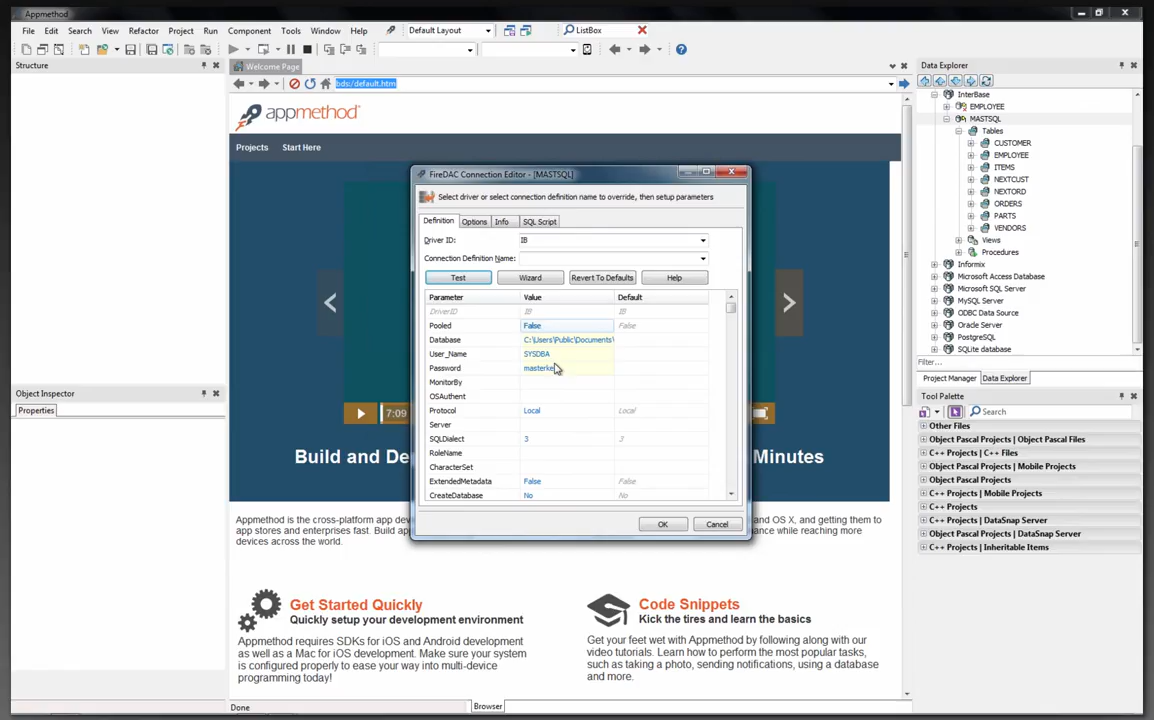 Appmethod
File Edit Search View Refactor Project Run Component Tools Window Help Default Layout ListBox
Structure
Welcome Page
bds:/default.htm
appmethod
Projects Start Here
7:09
Build and De
Minutes
Appmethod is the cross-platform app dev
app stores and enterprises fast. Build app
devices across the world.
and OS X, and getting them to
while reaching more
Get Started Quickly
Quickly setup your development environment
Appmethod requires SDKs for iOS and Android development
as well as a Mac for iOS development. Make sure your system
is configured properly to ease your way into multi-device
programming today!
Code Snippets
Kick the tires and learn the basics
Get your feet wet with Appmethod by following along with our
video tutorials. Learn how to perform the most popular tasks,
such as taking a photo, sending notifications, using a database
and more.
Done
Browser
Object Inspector
Properties
FireDAC Connection Editor - [MASTSQL]
Select driver or select connection definition name to override, then setup parameters
Definition Options Info SQL Script
Driver ID: IB
Connection Definition Name:
Test Wizard Revert To Defaults Help
Parameter Value Default
DriverID IB IB
Pooled False False
Database C:\Users\Public\Documents\
User_Name SYSDBA
Password masterke
MonitorBy
OSAuthent
Protocol Local Local
Server
SQLDialect 3 3
RoleName
CharacterSet
ExtendedMetadata False False
CreateDatabase No No
OK Cancel
Data Explorer
InterBase
EMPLOYEE
MASTSQL
Tables
CUSTOMER
EMPLOYEE
ITEMS
NEXTCUST
NEXTORD
ORDERS
PARTS
VENDORS
Views
Procedures
Informix
Microsoft Access Database
Microsoft SQL Server
MySQL Server
ODBC Data Source
Oracle Server
PostgreSQL
SQLite database
Filter...
Project Manager Data Explorer
Tool Palette
Search
Other Files
Object Pascal Projects | Object Pascal Files
C++ Projects | C++ Files
Object Pascal Projects | Mobile Projects
Object Pascal Projects
C++ Projects | Mobile Projects
C++ Projects
C++ Projects | DataSnap Server
Object Pascal Projects | DataSnap Server
C++ Projects | Inheritable Items